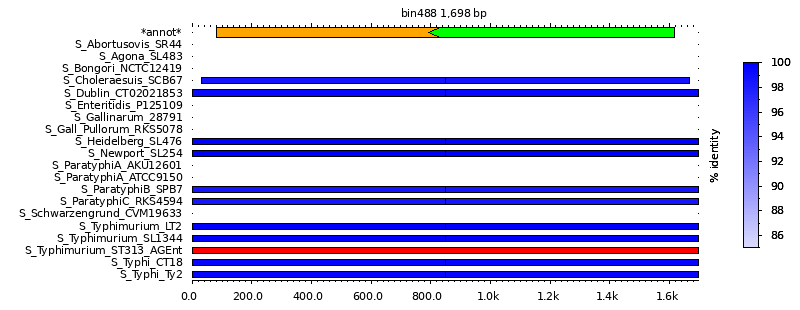 bin488 1,698 bp
*annot*
S_Abortusovis_SR44
S_Agona_SL483
S_Bongori_NCTC12419
S_Choleraesuis_SCB67
S_Dublin_CT02021853
S_Enteritidis_P125109
S_Gallinarum_28791
S_Gall_Pullorum_RKS5078
S_Heidelberg_SL476
S_Newport_SL254
S_ParatyphiA_AKU12601
S_ParatyphiA_ATCC9150
S_ParatyphiB_SPB7
S_ParatyphiC_RKS4594
S_Schwarzengrund_CVM19633
S_Typhimurium_LT2
S_Typhimurium_SL1344
S_Typhimurium_ST313_AGEnt
S_Typhi_CT18
S_Typhi_Ty2
0.0 200.0 400.0 600.0 800.0 1.0k 1.2k 1.4k 1.6k
% identity
100
98
96
94
92
90
88
86